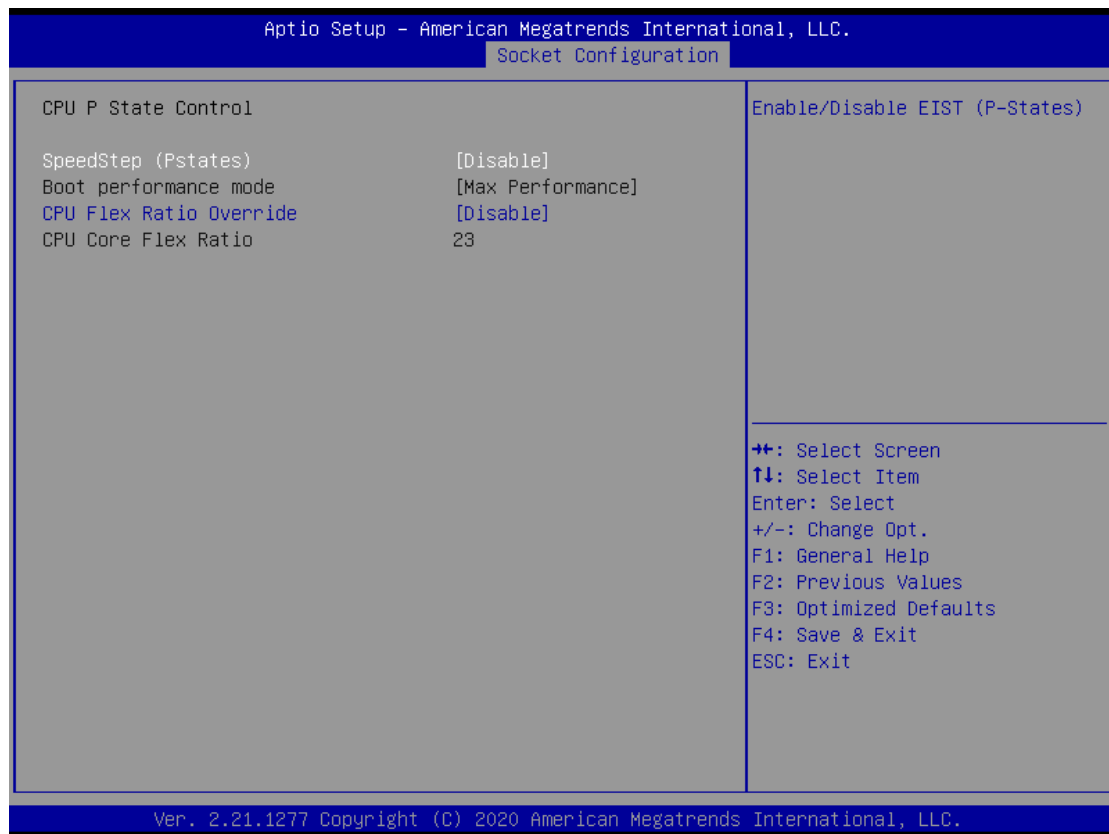 Aptio Setup – American Megatrends International, LLC.
Socket Configuration
CPU P State Control
SpeedStep (Pstates) [Disable]
Boot performance mode [Max Performance]
CPU Flex Ratio Override [Disable]
CPU Core Flex Ratio 23
Enable/Disable EIST (P-States)
→←: Select Screen
↑↓: Select Item
Enter: Select
+/-: Change Opt.
F1: General Help
F2: Previous Values
F3: Optimized Defaults
F4: Save & Exit
ESC: Exit
Ver. 2.21.1277 Copyright (C) 2020 American Megatrends International, LLC.